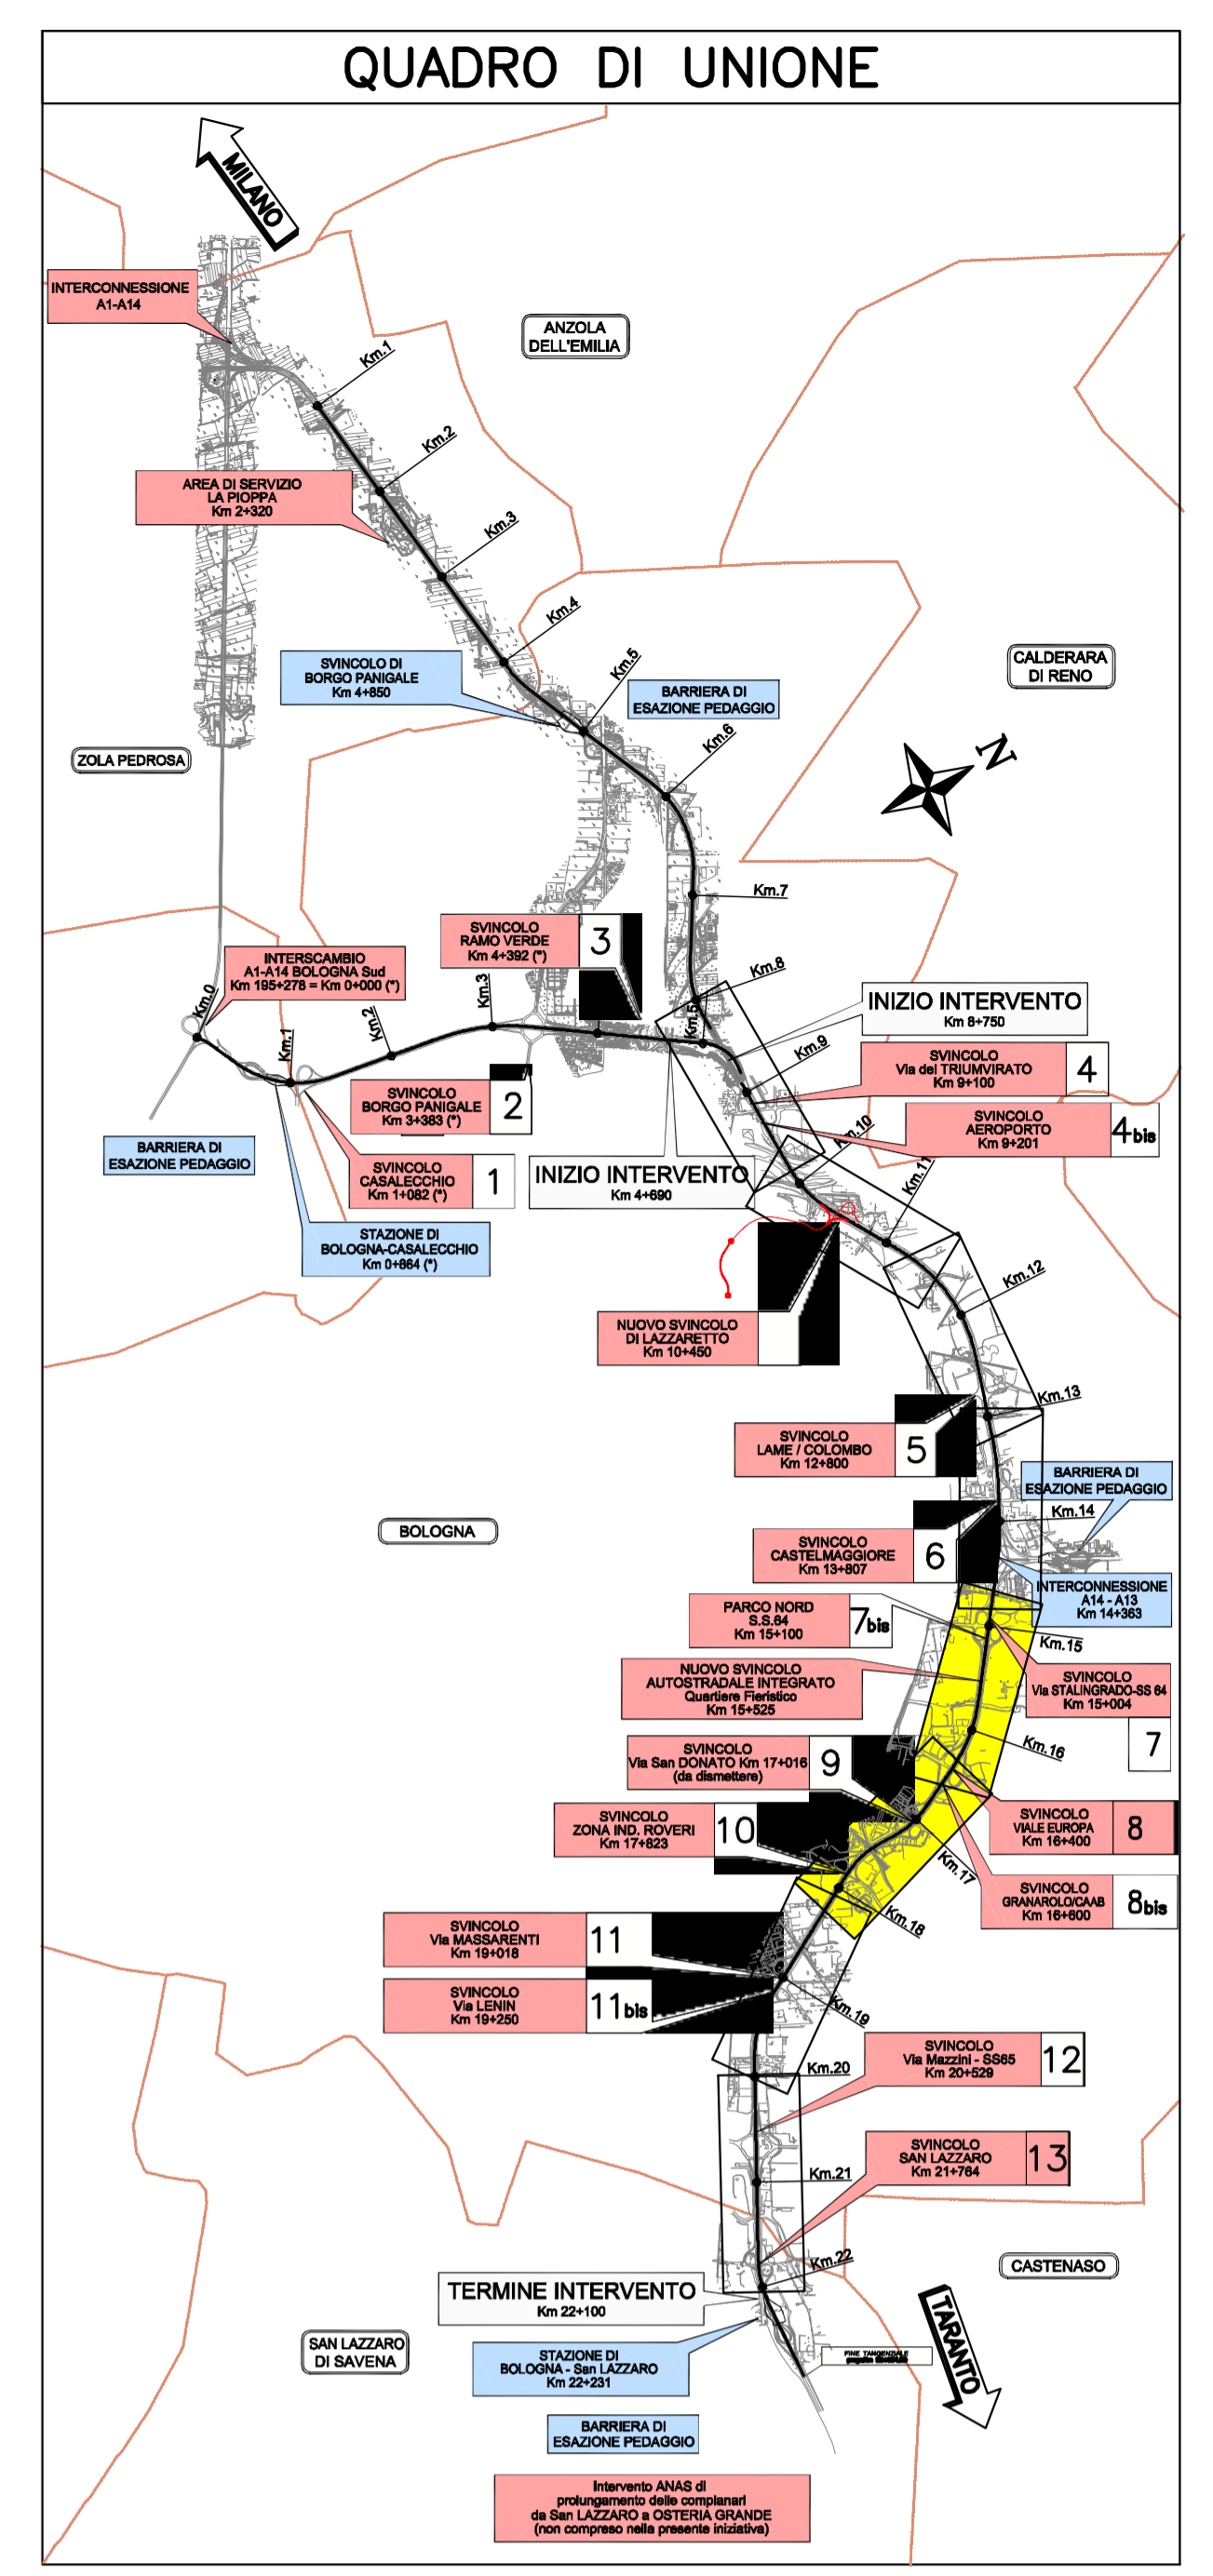 QUADRO DI UNIONE
MILANO
INTERCONNESSIONE
A1-A14
ANZOLA
DELL'EMILIA
Km.1
Km.2
AREA DI SERVIZIO
LA PIOPPA
Km 2+320
Km.3
Km.4
SVINCOLO DI
BORGO PANIGALE
Km 4+850
Km.5
BARRIERA DI
ESAZIONE PEDAGGIO
CALDERARA
DI RENO
Km.6
ZOLA PEDROSA
N
Km.7
SVINCOLO
RAMO VERDE
Km 4+392 (*)
3
INTERSCAMBIO
A1-A14 BOLOGNA Sud
Km 195+278 = Km 0+000 (*)
Km.0
Km.1
Km.2
Km.3
Km.5
Km.8
INIZIO INTERVENTO
Km 8+750
Km.9
SVINCOLO
Via del TRIUMVIRATO
Km 9+100
4
SVINCOLO
BORGO PANIGALE
Km 3+383 (*)
2
SVINCOLO
AEROPORTO
Km 9+201
4bis
Km.10
BARRIERA DI
ESAZIONE PEDAGGIO
SVINCOLO
CASALECCHIO
Km 1+082 (*)
1
INIZIO INTERVENTO
Km 4+690
Km.11
STAZIONE DI
BOLOGNA-CASALECCHIO
Km 0+864 (*)
Km.12
NUOVO SVINCOLO
DI LAZZARETTO
Km 10+450
Km.13
SVINCOLO
LAME / COLOMBO
Km 12+800
5
BARRIERA DI
ESAZIONE PEDAGGIO
Km.14
BOLOGNA
SVINCOLO
CASTELMAGGIORE
Km 13+807
6
INTERCONNESSIONE
A14 - A13
Km 14+363
PARCO NORD
S.S.64
Km 15+100
7bis
Km.15
NUOVO SVINCOLO
AUTOSTRADALE INTEGRATO
Quartiere Fieristico
Km 15+525
SVINCOLO
Via STALINGRADO-SS 64
Km 15+004
7
Km.16
SVINCOLO
Via San DONATO Km 17+016
(da dismettere)
9
SVINCOLO
ZONA IND. ROVERI
Km 17+823
10
SVINCOLO
VIALE EUROPA
Km 16+400
8
Km.17
SVINCOLO
GRANAROLO/CAAB
Km 16+600
8bis
Km.18
SVINCOLO
Via MASSARENTI
Km 19+018
11
SVINCOLO
Via LENIN
Km 19+250
11bis
Km.19
SVINCOLO
Via Mazzini - SS65
Km 20+529
12
Km.20
SVINCOLO
SAN LAZZARO
Km 21+764
13
Km.21
Km.22
CASTENASO
TERMINE INTERVENTO
Km 22+100
SAN LAZZARO
DI SAVENA
STAZIONE DI
BOLOGNA - San LAZZARO
Km 22+231
FINE TANGENZIALE
TARANTO
BARRIERA DI
ESAZIONE PEDAGGIO
Intervento ANAS di
prolungamento delle complanari
da San LAZZARO a OSTERIA GRANDE
(non compreso nella presente iniziativa)